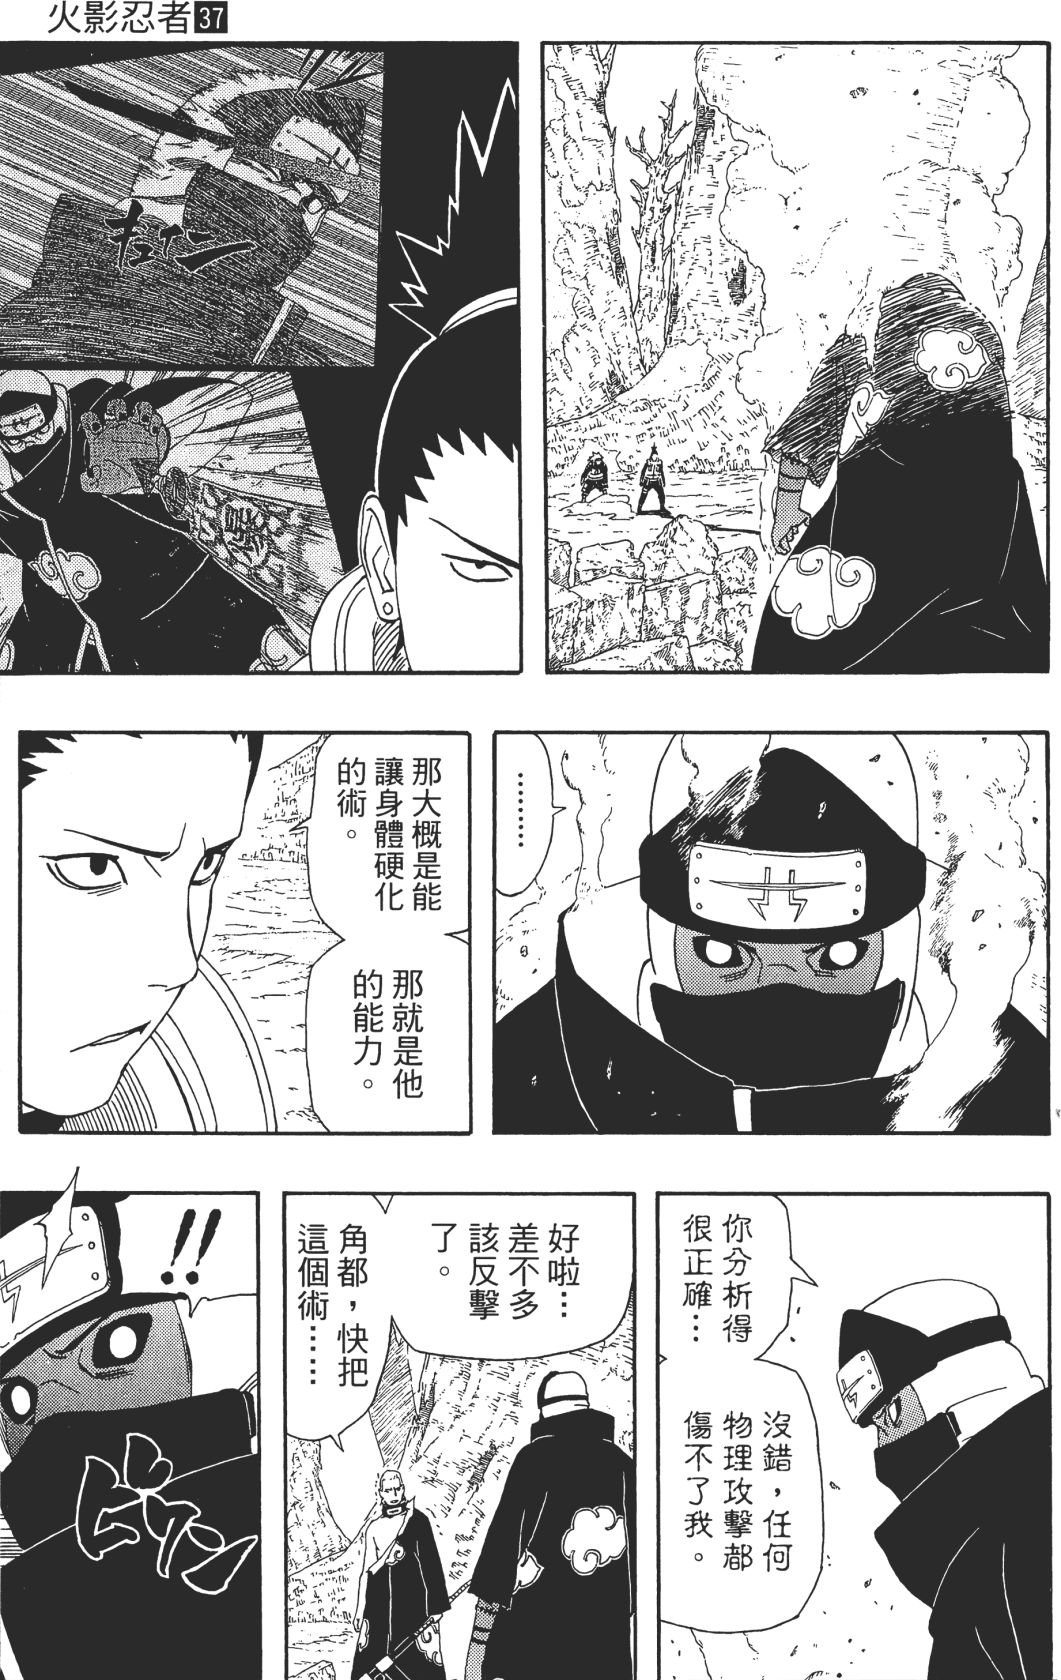 火影忍者37
キィイン
爆
………
那大概是能
讓身體硬化
的術。
那就是他
的能力。
你分析得
很正確…
沒錯，任何
物理攻擊都
傷不了我。
好啦…
差不多
該反擊
了。
角都，快把
這個術……
!!
ピクン